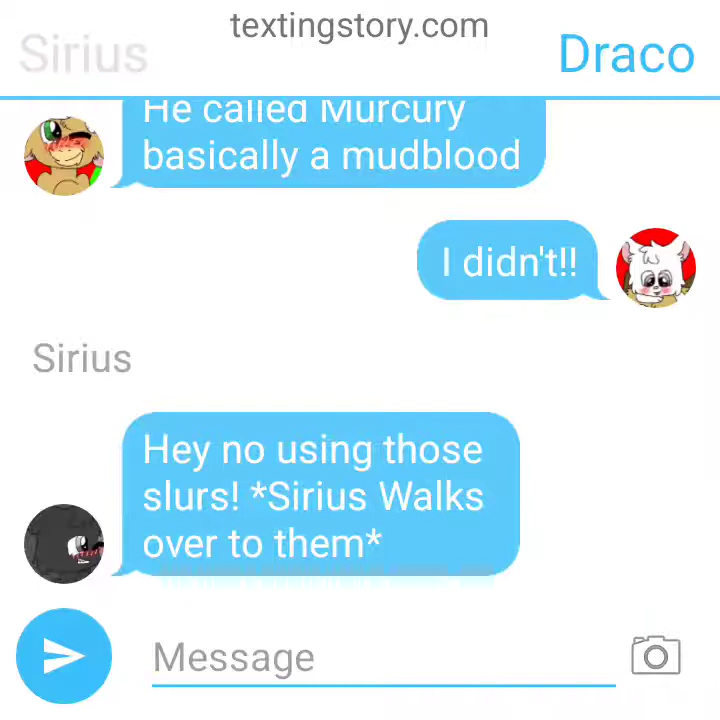 textingstory.com
Sirius
Draco
He called Murcury
basically a mudblood
I didn't!!
Sirius
Hey no using those
slurs! *Sirius Walks
over to them*
Message